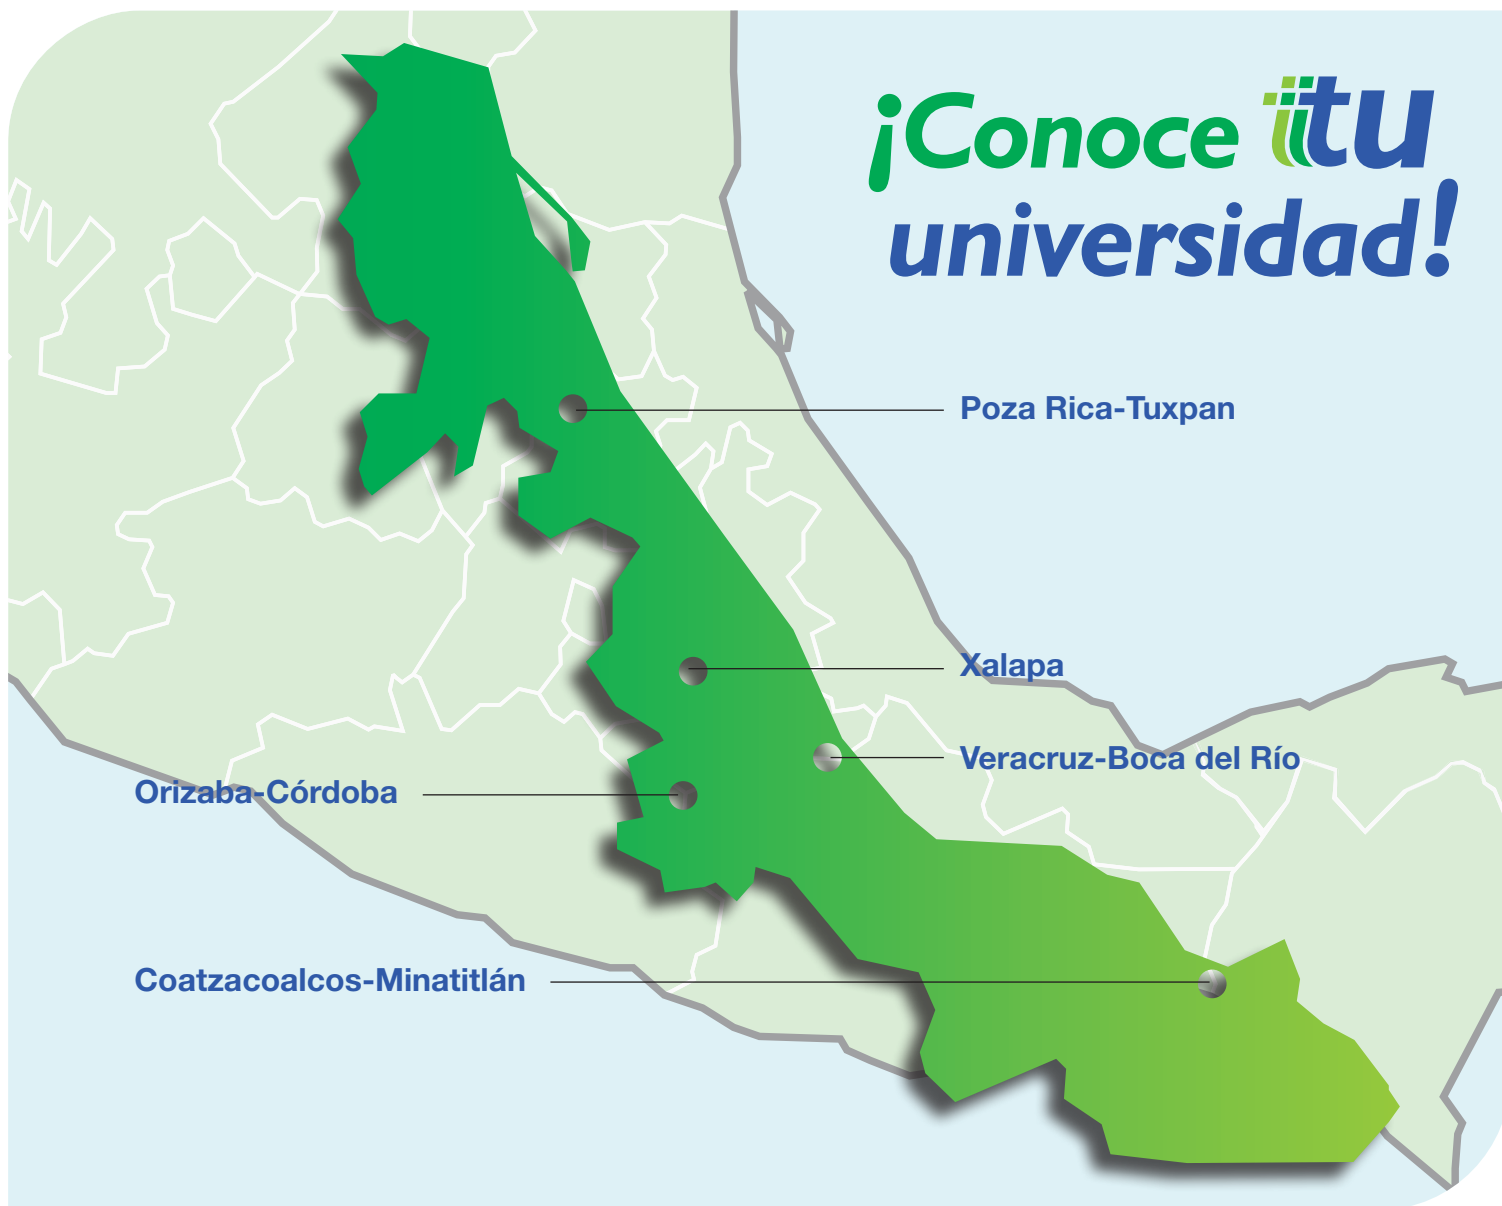 ¡Conoce tu
universidad!
Poza Rica-Tuxpan
Xalapa
Veracruz-Boca del Río
Orizaba-Córdoba
Coatzacoalcos-Minatitlán